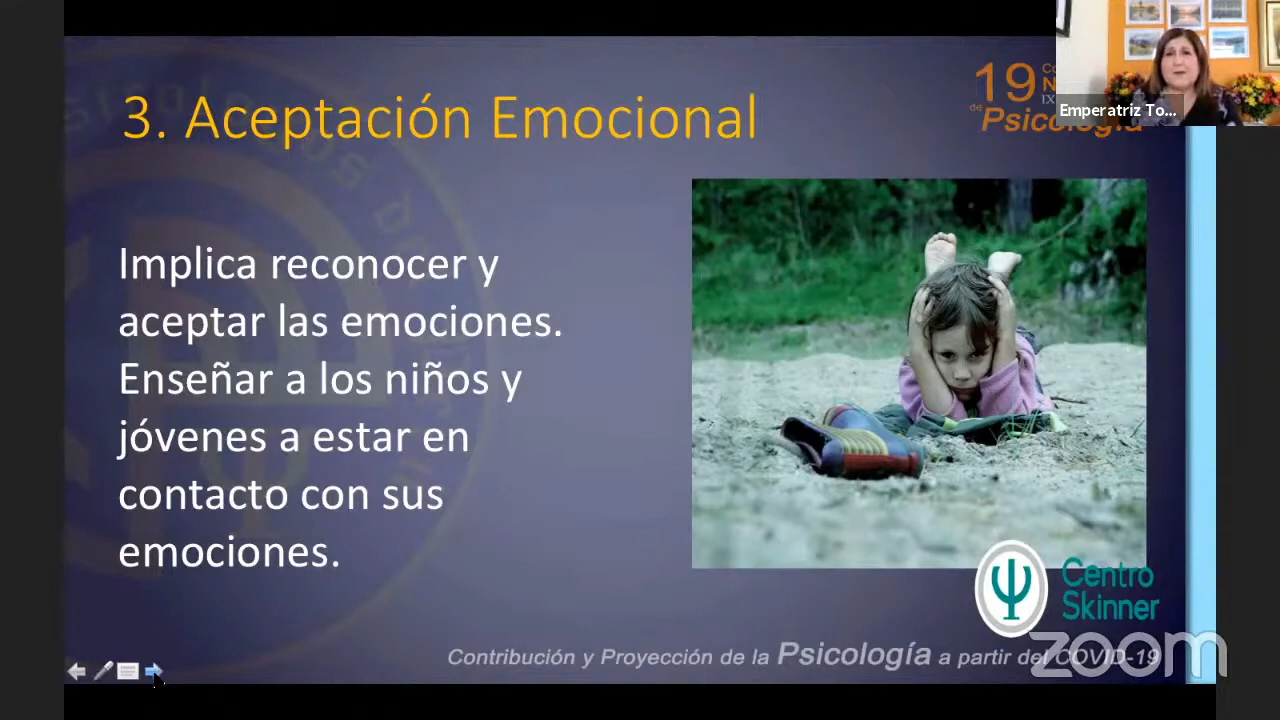 3. Aceptación Emocional
19
de
Psicología
Emperatriz To...
Implica reconocer y
aceptar las emociones.
Enseñar a los niños y
jóvenes a estar en
contacto con sus
emociones.
Centro
Skinner
Contribución y Proyección de la Psicología a partir del COVID-19
zoom